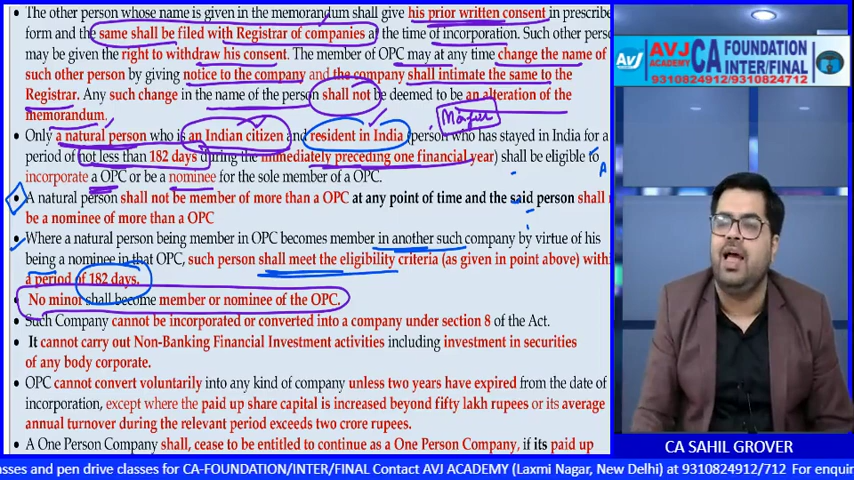 The other person whose name is given in the memorandum shall give his prior written consent in prescribe
form and the same shall be filed with Registrar of companies at the time of incorporation. Such other perso
may be given the right to withdraw his consent. The member of OPC may at any time change the name of
such other person by giving notice to the company and the company shall intimate the same to the
Registrar. Any such change in the name of the person shall not be deemed to be an alteration of the
memorandum.
Major
• Only a natural person who is an Indian citizen and resident in India (person who has stayed in India for a
period of not less than 182 days during the immediately preceding one financial year) shall be eligible to
incorporate a OPC or be a nominee for the sole member of a OPC.
• A natural person shall not be member of more than a OPC at any point of time and the said person shall
be a nominee of more than a OPC
• Where a natural person being member in OPC becomes member in another such company by virtue of his
being a nominee in that OPC, such person shall meet the eligibility criteria (as given in point above) with
a period of 182 days.
• No minor shall become member or nominee of the OPC.
• Such Company cannot be incorporated or converted into a company under section 8 of the Act.
• It cannot carry out Non-Banking Financial Investment activities including investment in securities
of any body corporate.
• OPC cannot convert voluntarily into any kind of company unless two years have expired from the date of
incorporation, except where the paid up share capital is increased beyond fifty lakh rupees or its average
annual turnover during the relevant period exceeds two crore rupees.
• A One Person Company shall, cease to be entitled to continue as a One Person Company, if its paid up
AVJ
AVJ
ACADEMY
CA
FOUNDATION
INTER/FINAL
9310824912/9310824712
CA SAHIL GROVER
asses and pen drive classes for CA-FOUNDATION/INTER/FINAL Contact AVJ ACADEMY (Laxmi Nagar, New Delhi) at 9310824912/712 For enquir